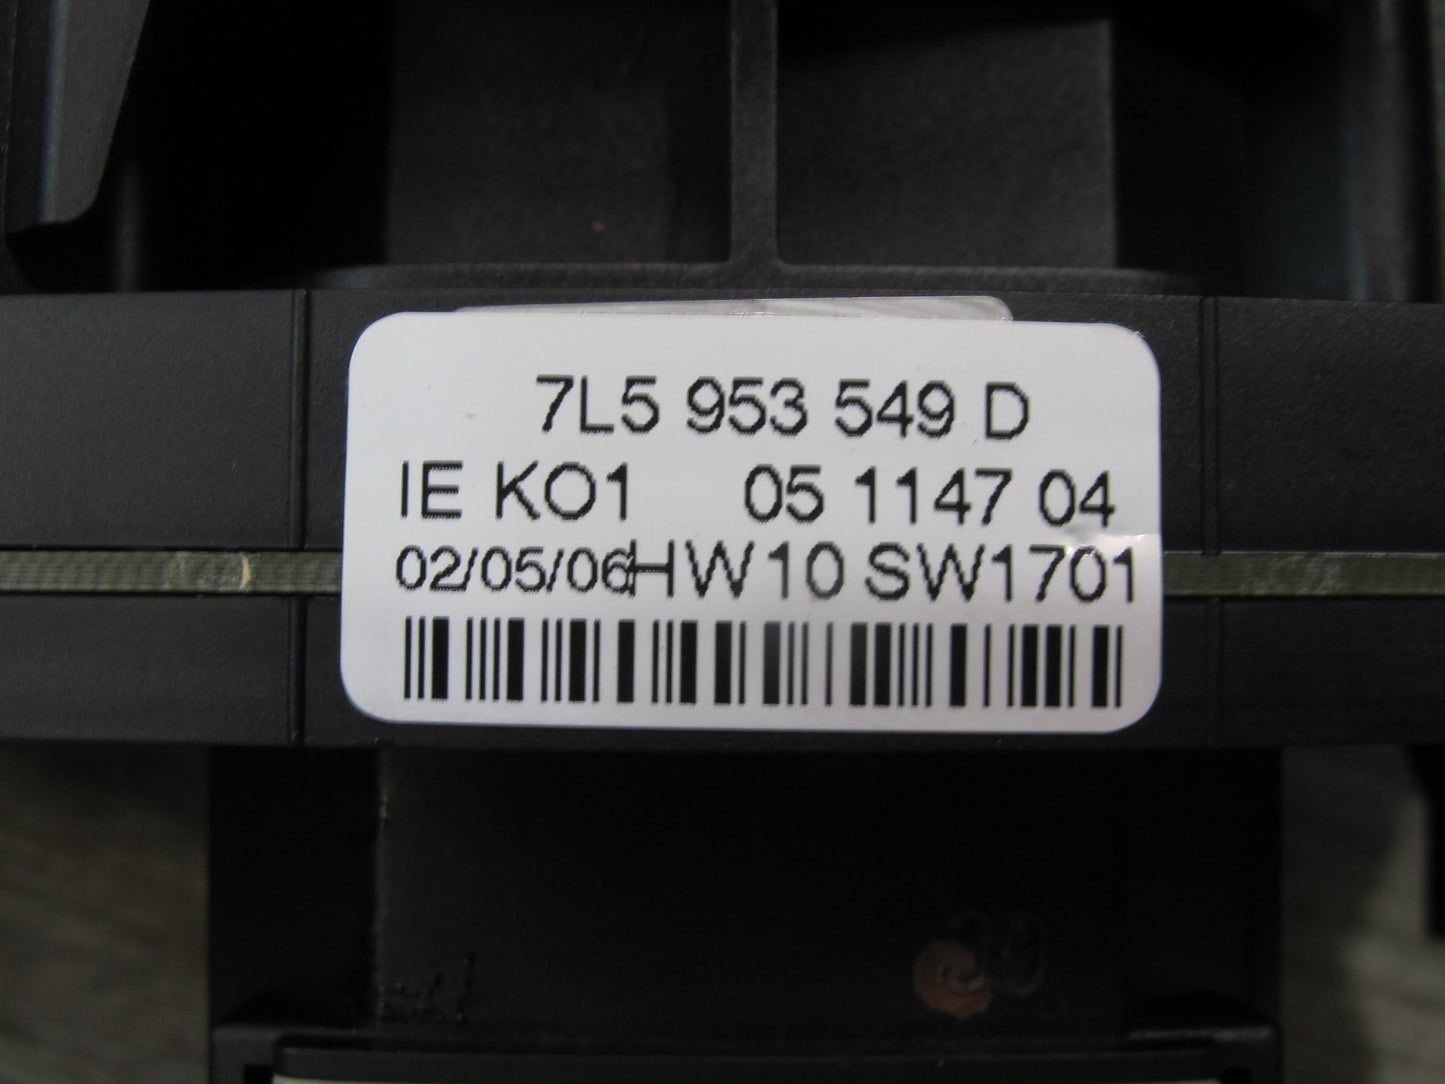 7L5 953 549 D
IE KO1 05 1147 04
02/05/06 HW10 SW1701